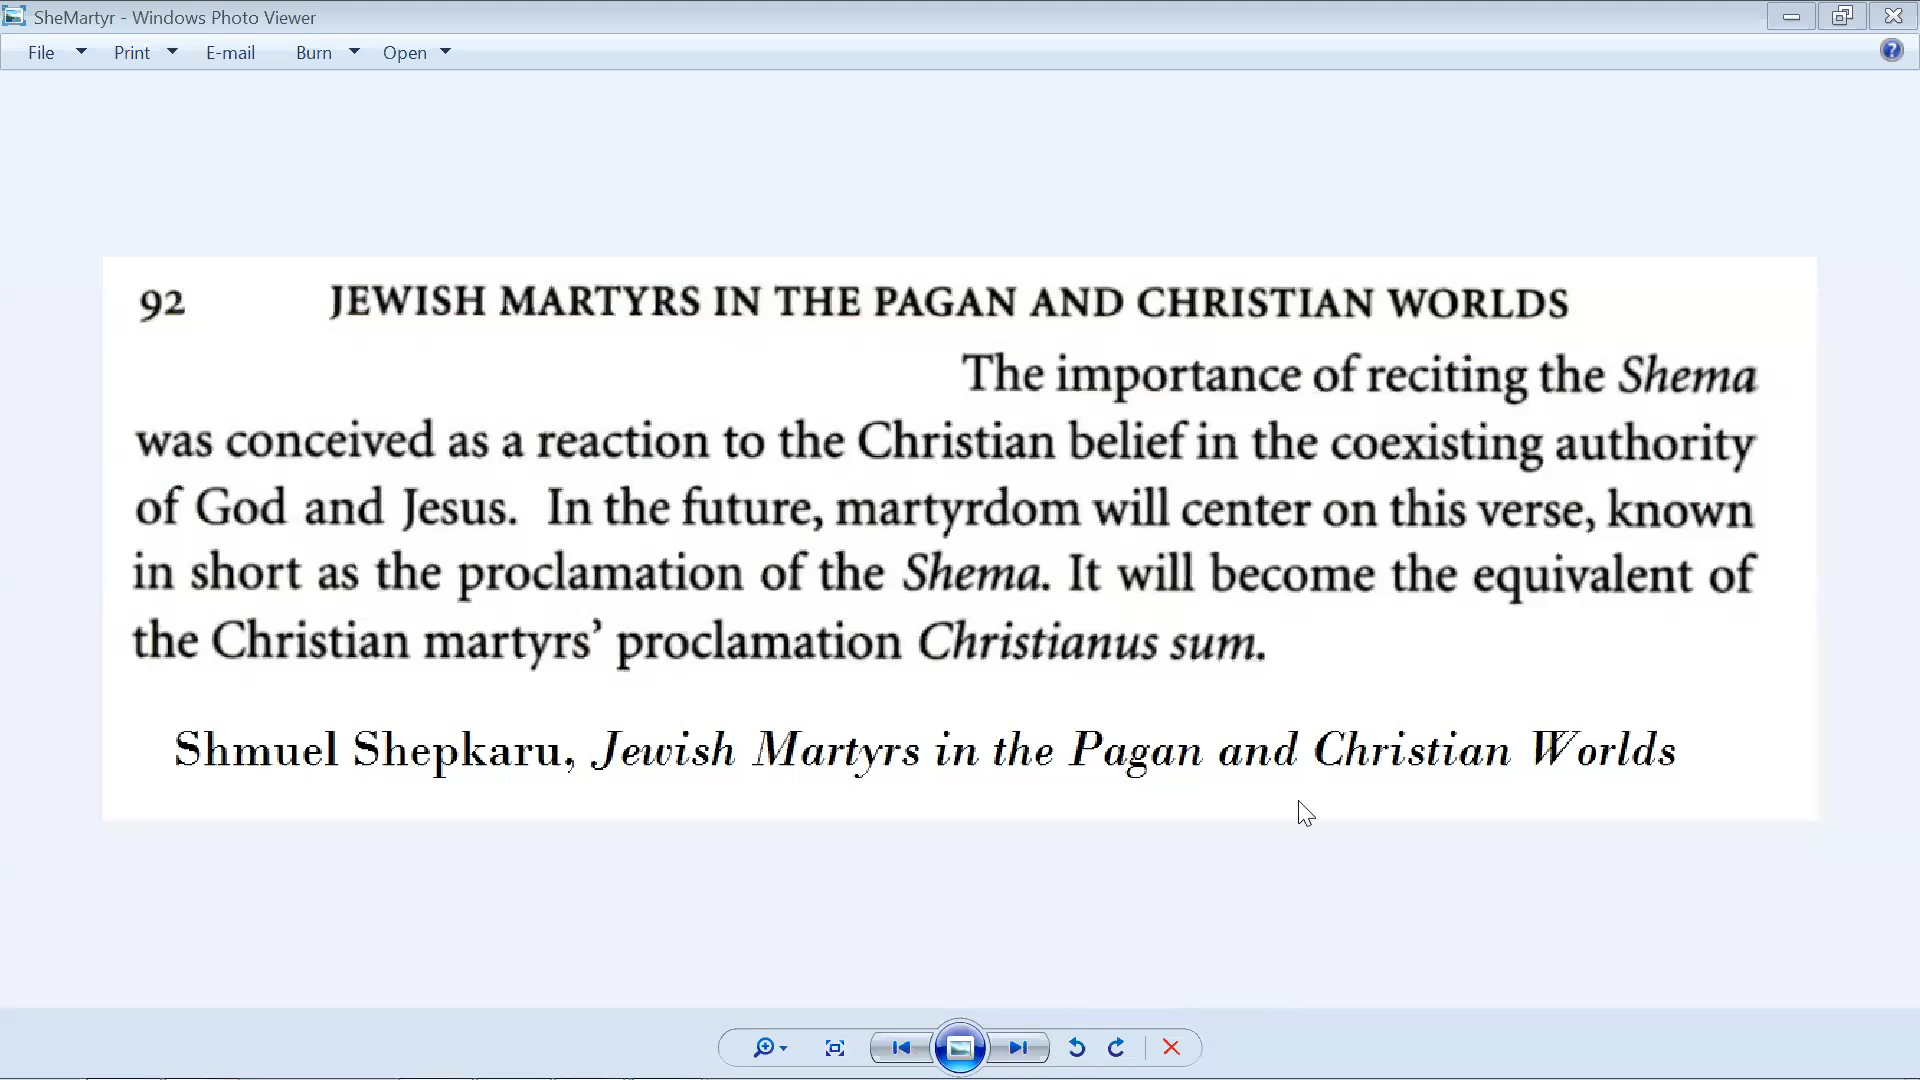 SheMartyr - Windows Photo Viewer
File Print E-mail Burn Open
92 JEWISH MARTYRS IN THE PAGAN AND CHRISTIAN WORLDS
The importance of reciting the Shema
was conceived as a reaction to the Christian belief in the coexisting authority
of God and Jesus. In the future, martyrdom will center on this verse, known
in short as the proclamation of the Shema. It will become the equivalent of
the Christian martyrs’ proclamation Christianus sum.
Shmuel Shepkaru, Jewish Martyrs in the Pagan and Christian Worlds